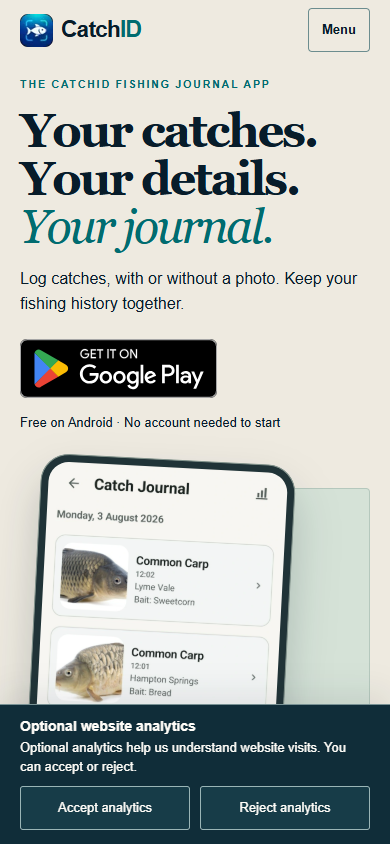 CatchID
Menu
THE CATCHID FISHING JOURNAL APP
Your catches.
Your details.
Your journal.
Log catches, with or without a photo. Keep your
fishing history together.
GET IT ON
Google Play
Free on Android · No account needed to start
Catch Journal
Monday, 3 August 2026
Common Carp
12:02
Lyme Vale
Bait: Sweetcorn
Common Carp
12:01
Hampton Springs
Bait: Bread
Optional website analytics
Optional analytics help us understand website visits. You
can accept or reject.
Accept analytics
Reject analytics